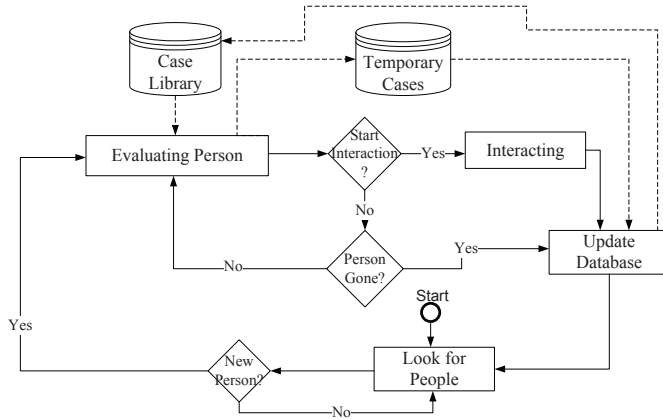 Case
Library
Temporary
Cases
Evaluating Person
Start
Interaction
?
Yes
Interacting
No
Person
Gone?
No
Yes
Update
Database
Start
Yes
New
Person?
Look for
People
No